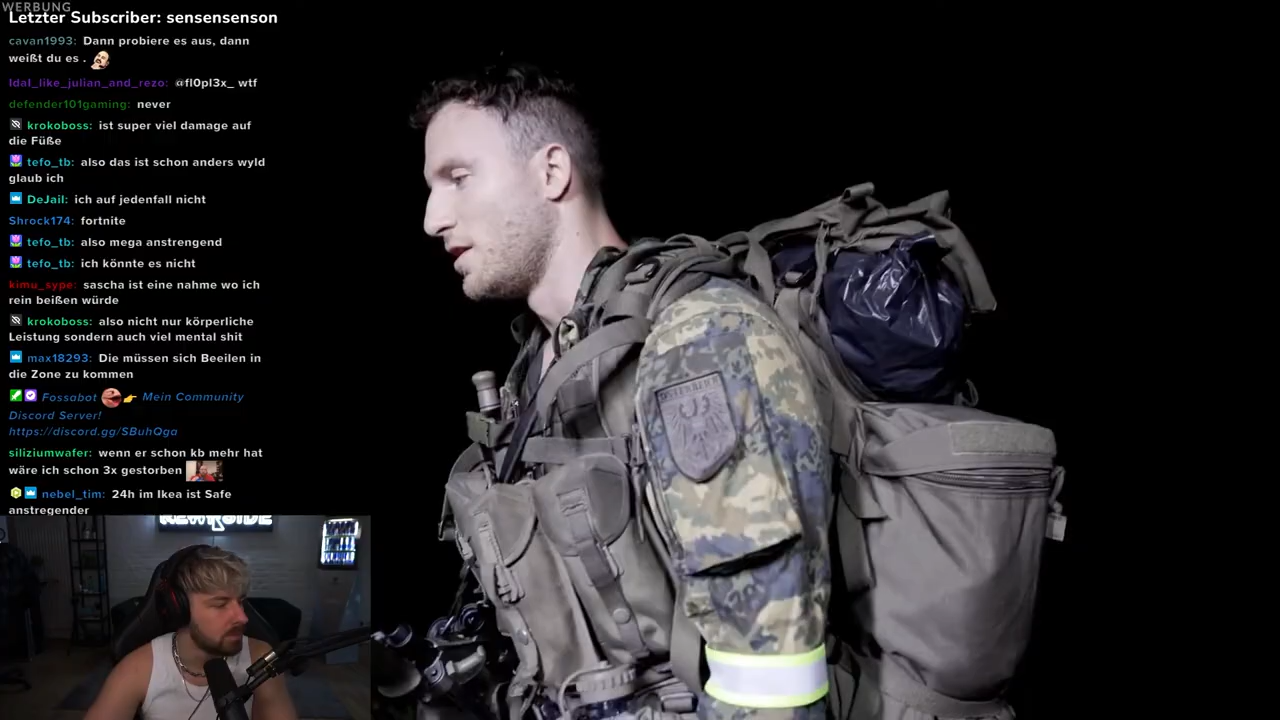 WERBUNG
Letzter Subscriber: sensensenson
cavan1993: Dann probiere es aus, dann
weißt du es .
IdaI_like_julian_and_rezo: @fl0pl3x_ wtf
defender101gaming: never
krokoboss: ist super viel damage auf
die Füße
tefo_tb: also das ist schon anders wyld
glaub ich
DeJail: ich auf jedenfall nicht
Shrock174: fortnite
tefo_tb: also mega anstrengend
tefo_tb: ich könnte es nicht
kimu_sype: sascha ist eine nahme wo ich
rein beißen würde
krokoboss: also nicht nur körperliche
Leistung sondern auch viel mental shit
max18293: Die müssen sich Beeilen in
die Zone zu kommen
Fossabot Mein Community
Discord Server!
https://discord.gg/SBuhQga
siliziumwafer: wenn er schon kb mehr hat
wäre ich schon 3x gestorben
nebel_tim: 24h im Ikea ist Safe
anstregender
ÖSTERREICH